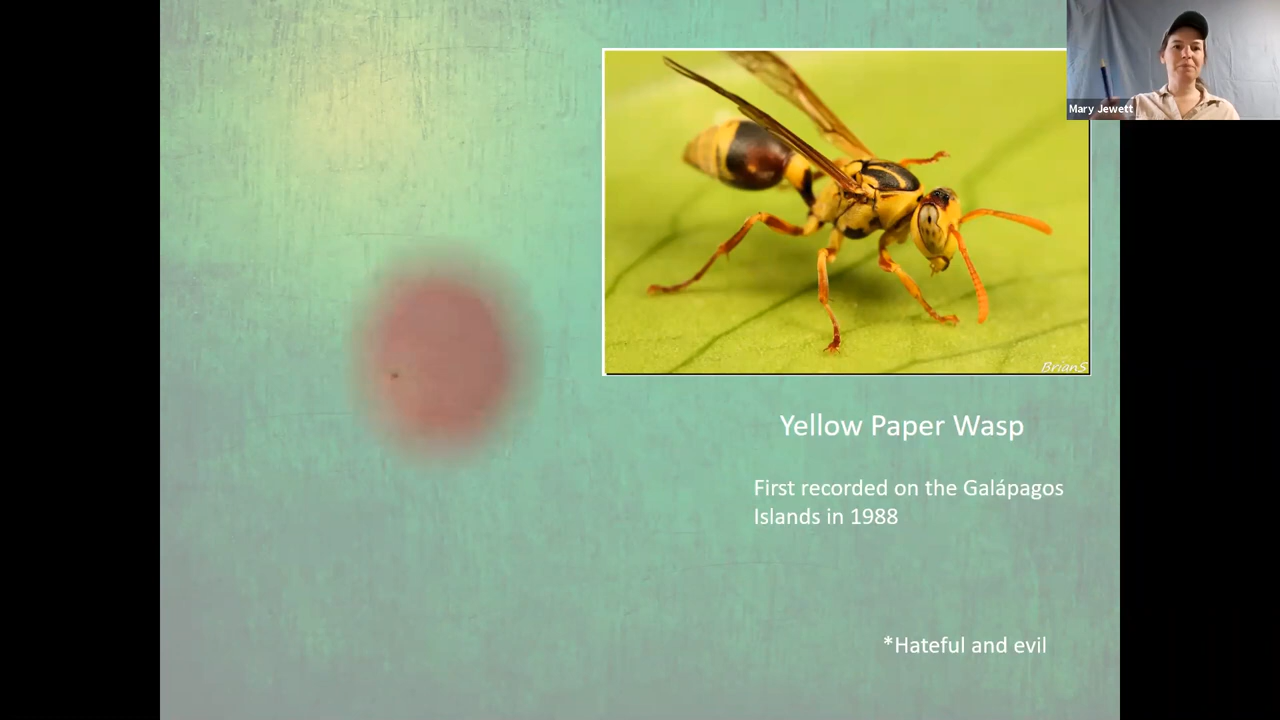 Mary Jewett
BrianS
Yellow Paper Wasp
First recorded on the Galápagos
Islands in 1988
*Hateful and evil